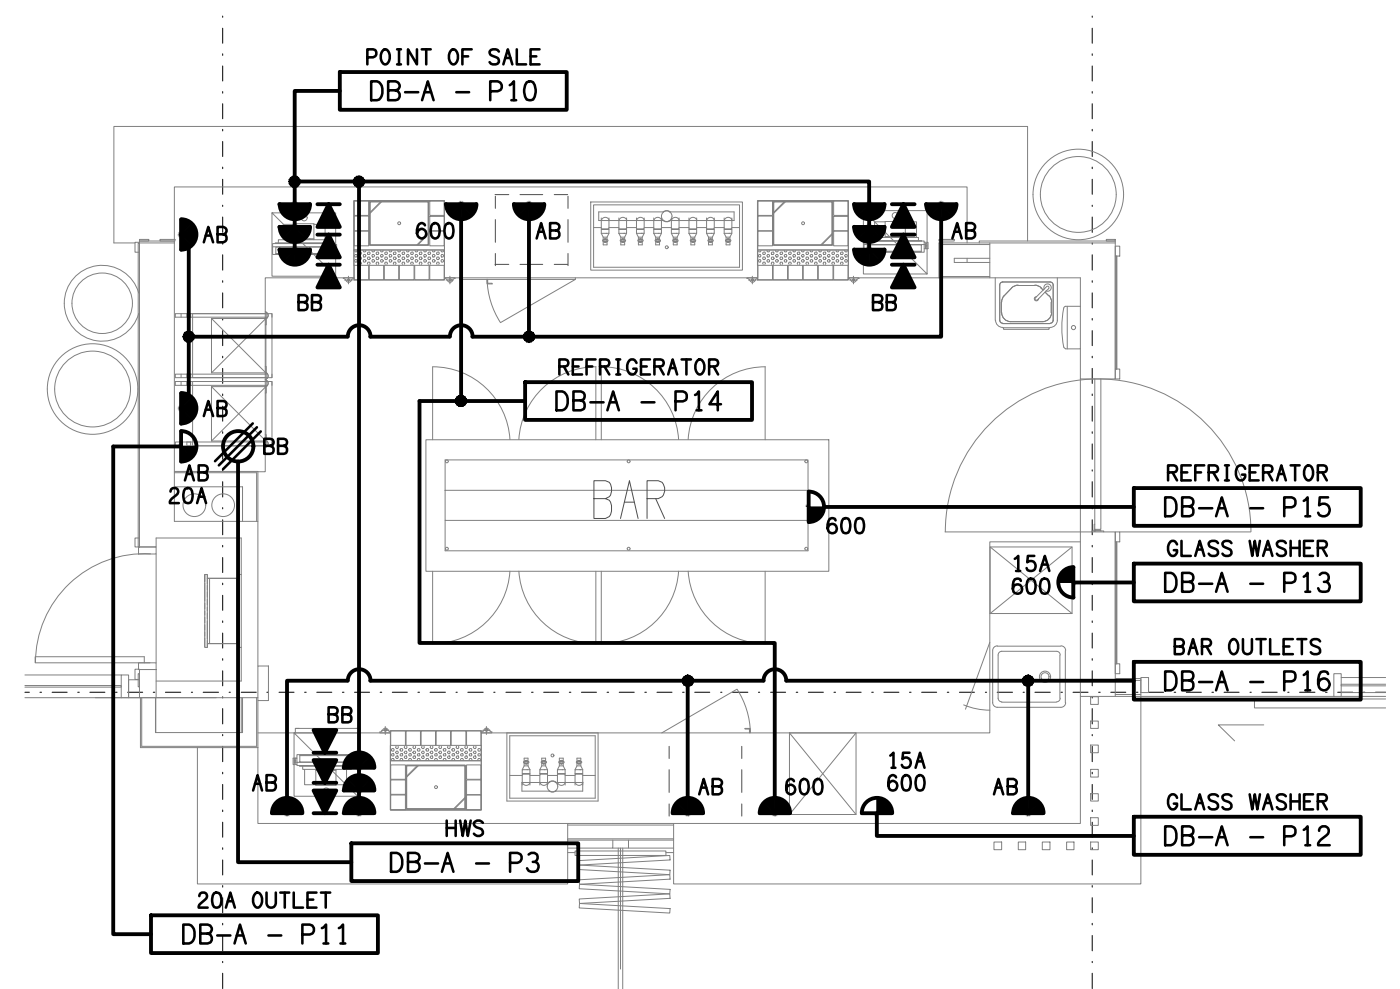 POINT OF SALE
DB-A - P10
AB
600
AB
AB
BB
BB
REFRIGERATOR
DB-A - P14
AB
BB
AB
20A
BAR
600
REFRIGERATOR
DB-A - P15
GLASS WASHER
DB-A - P13
15A
600
BAR OUTLETS
DB-A - P16
BB
AB
AB
600
15A
600
AB
GLASS WASHER
DB-A - P12
HWS
DB-A - P3
20A OUTLET
DB-A - P11